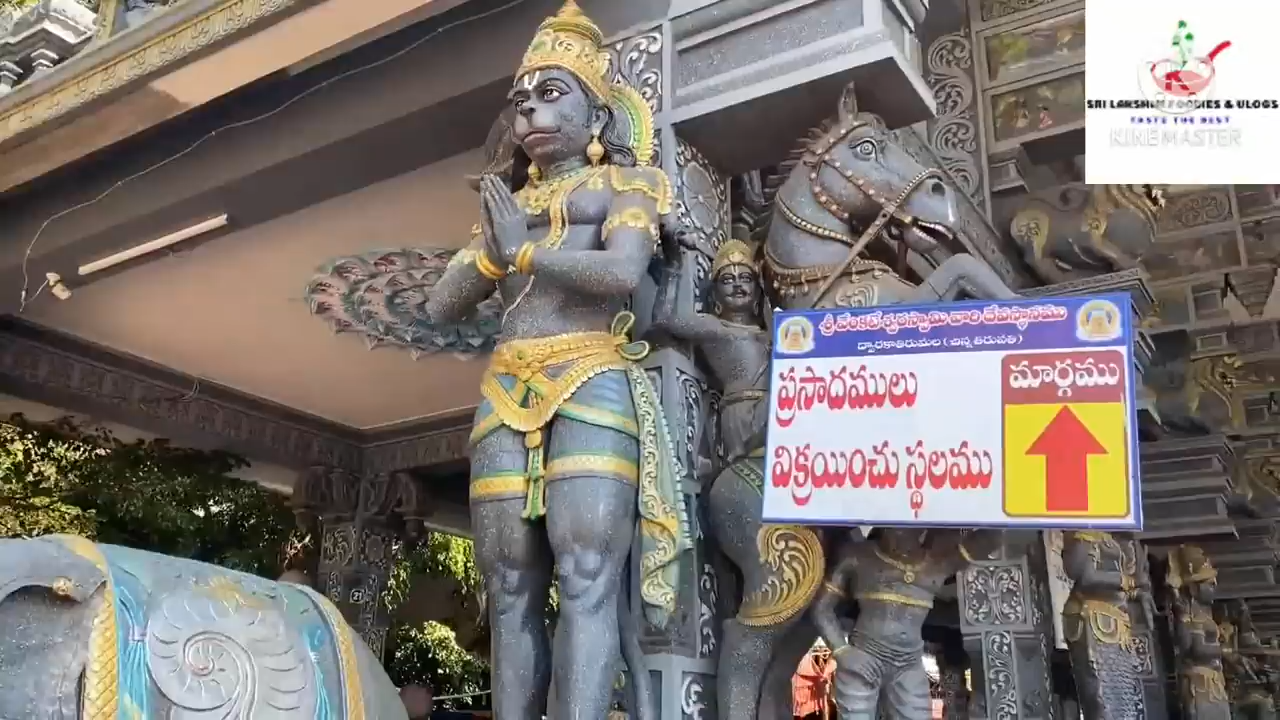 SRI LAKSHMI FOODIES & VLOGS
TASTE THE BEST
KINEMASTER
శ్రీ వేంకటేశ్వరస్వామి వారి దేవస్థానము
ద్వారకాతిరుమల (చిన్నతిరుపతి)
ప్రసాదములు
విక్రయించు స్థలము
మార్గము
21